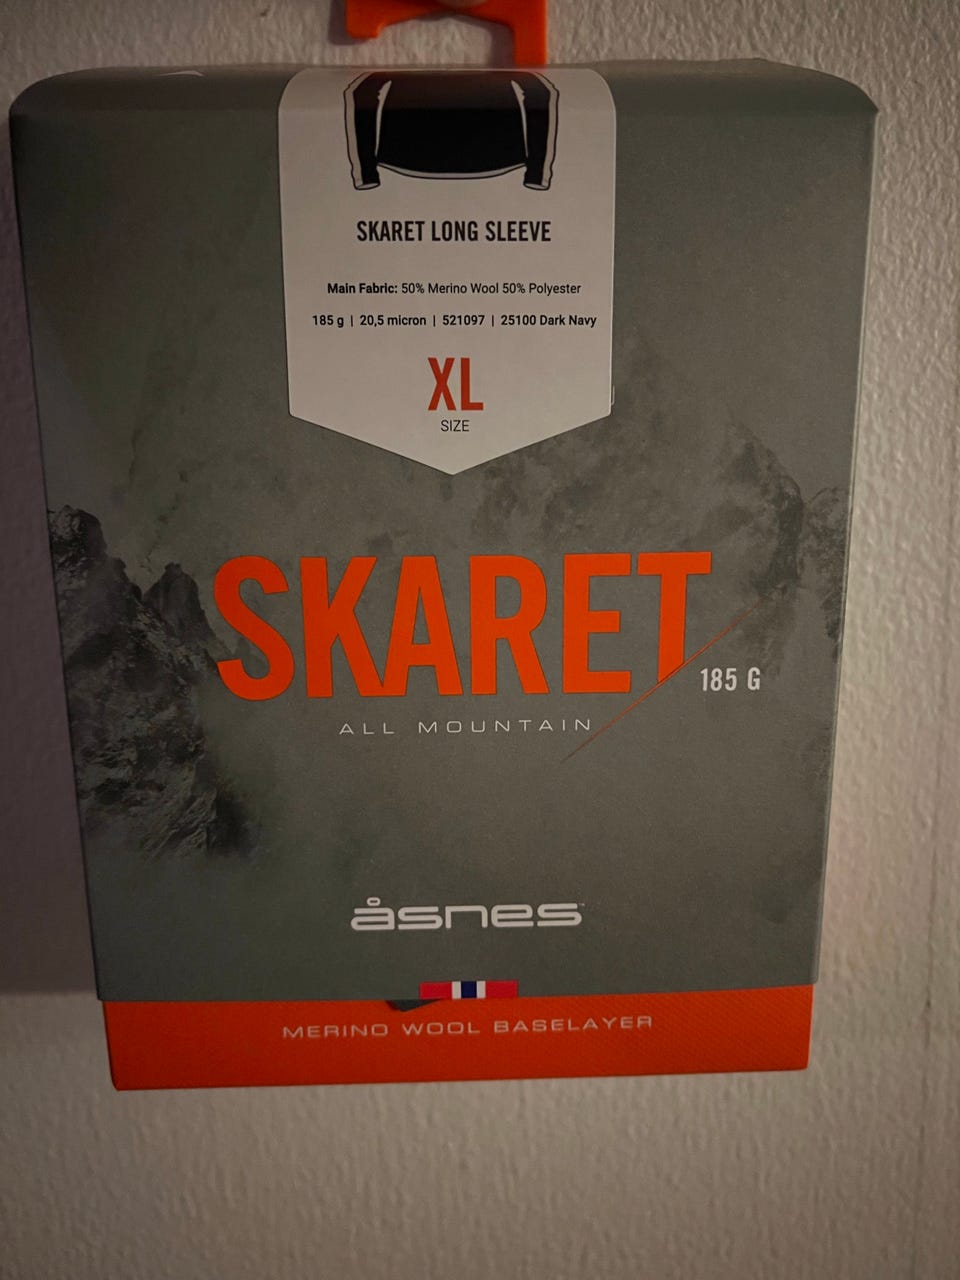 SKARET LONG SLEEVE
Main Fabric: 50% Merino Wool 50% Polyester
185 g | 20,5 micron | 521097 | 25100 Dark Navy
XL
SIZE
SKARET
185 G
ALL MOUNTAIN
åsnes
MERINO WOOL BASELAYER